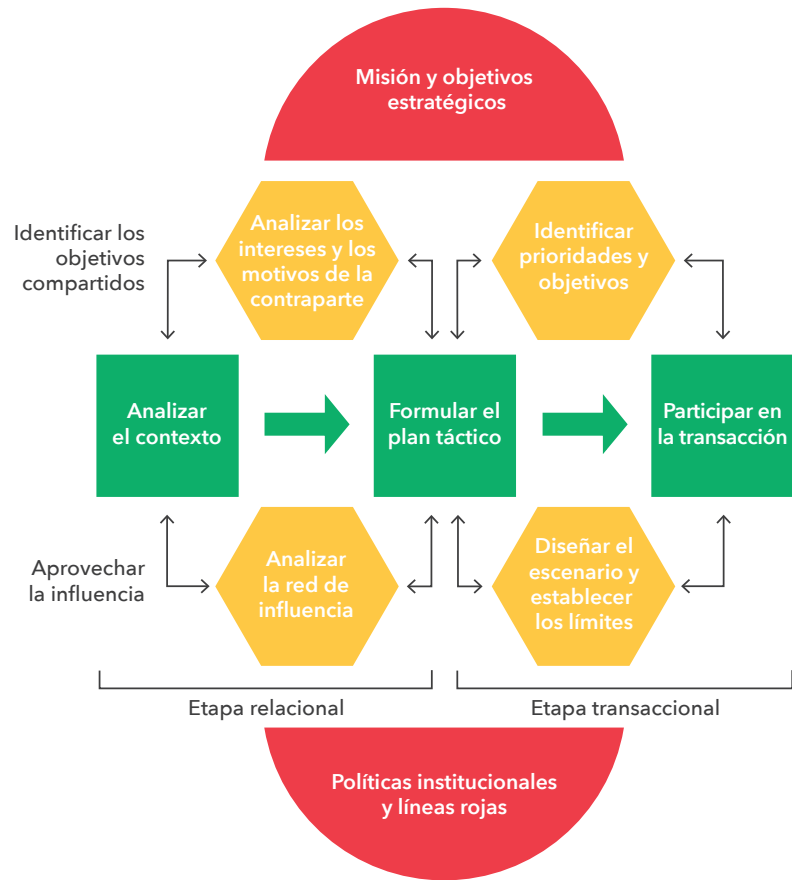 Misión y objetivos
estratégicos
Identificar los
objetivos
compartidos
Analizar los
intereses y los
motivos de la
contraparte
Identificar
prioridades y
objetivos
Analizar
el contexto
Formular el
plan táctico
Participar en
la transacción
Aprovechar
la influencia
Analizar
la red de
influencia
Diseñar el
escenario y
establecer
los límites
Etapa relacional
Etapa transaccional
Políticas institucionales
y líneas rojas